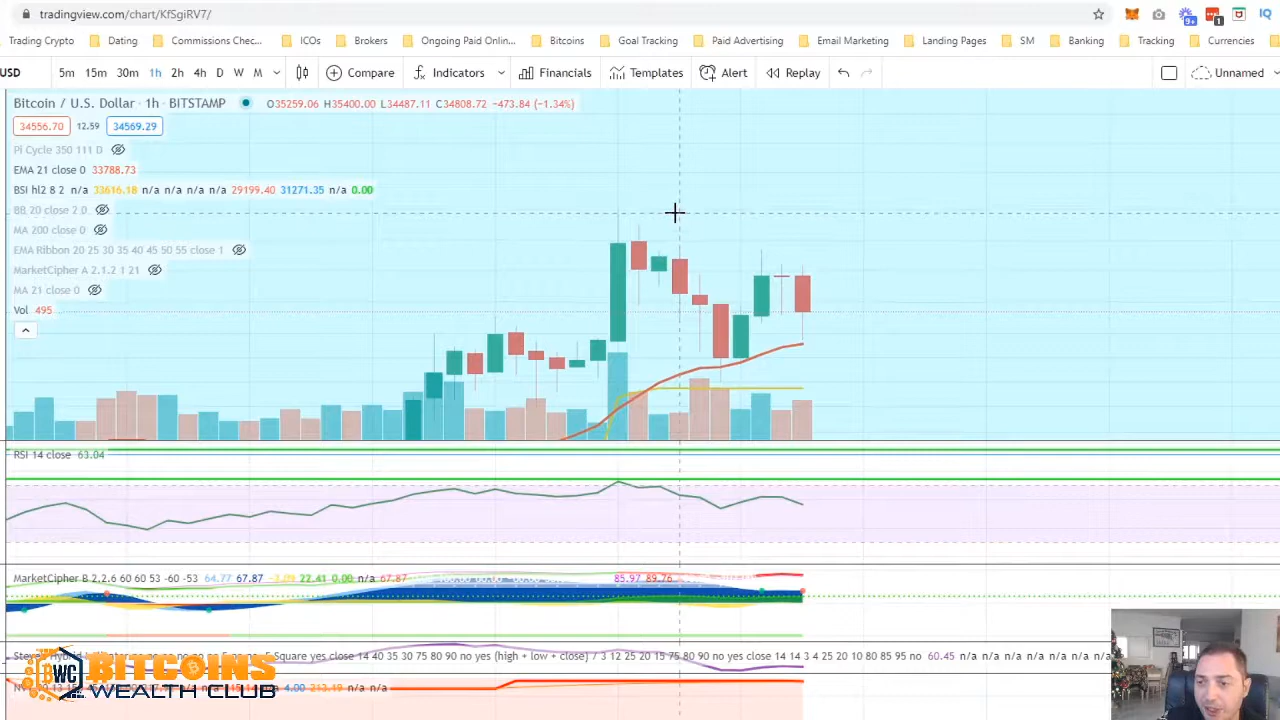 tradingview.com/chart/KfSgiRV7/
Trading Crypto Dating Commissions Chec... ICOs Brokers Ongoing Paid Onlin... Bitcoins Goal Tracking Paid Advertising Email Marketing Landing Pages SM Banking Tracking Currencies IQ
USD 5m 15m 30m 1h 2h 4h D W M Compare Indicators Financials Templates Alert Replay Unnamed
Bitcoin / U.S. Dollar · 1h · BITSTAMP O35259.06 H35400.00 L34487.11 C34808.72 -473.84 (-1.34%)
34556.70 12.59 34569.29
Pi Cycle 350 111 D
EMA 21 close 0 33788.73
BSI hl2 8 2 n/a 33616.18 n/a n/a n/a n/a 29199.40 31271.35 n/a 0.00
BB 20 close 2.0
MA 200 close 0
EMA Ribbon 20 25 30 35 40 45 50 55 close 1
MarketCipher A 2.1.2 1 21
MA 21 close 0
Vol 495
RSI 14 close 63.04
MarketCipher B 2.2.6 60 60 53 -60 -53 64.77 67.87 22.41 0.00 n/a 67.87 85.97 89.76
yes close 14 40 35 30 75 80 90 no yes (high + low + close) / 3 12 25 20 15 75 80 90 no yes close 14 14 3 4 25 20 10 80 85 95 no 60.45 n/a n/a n/a n/a n/a n/a n/a
BWC BITCOINS
WEALTH CLUB
4.00 213.19 n/a n/a